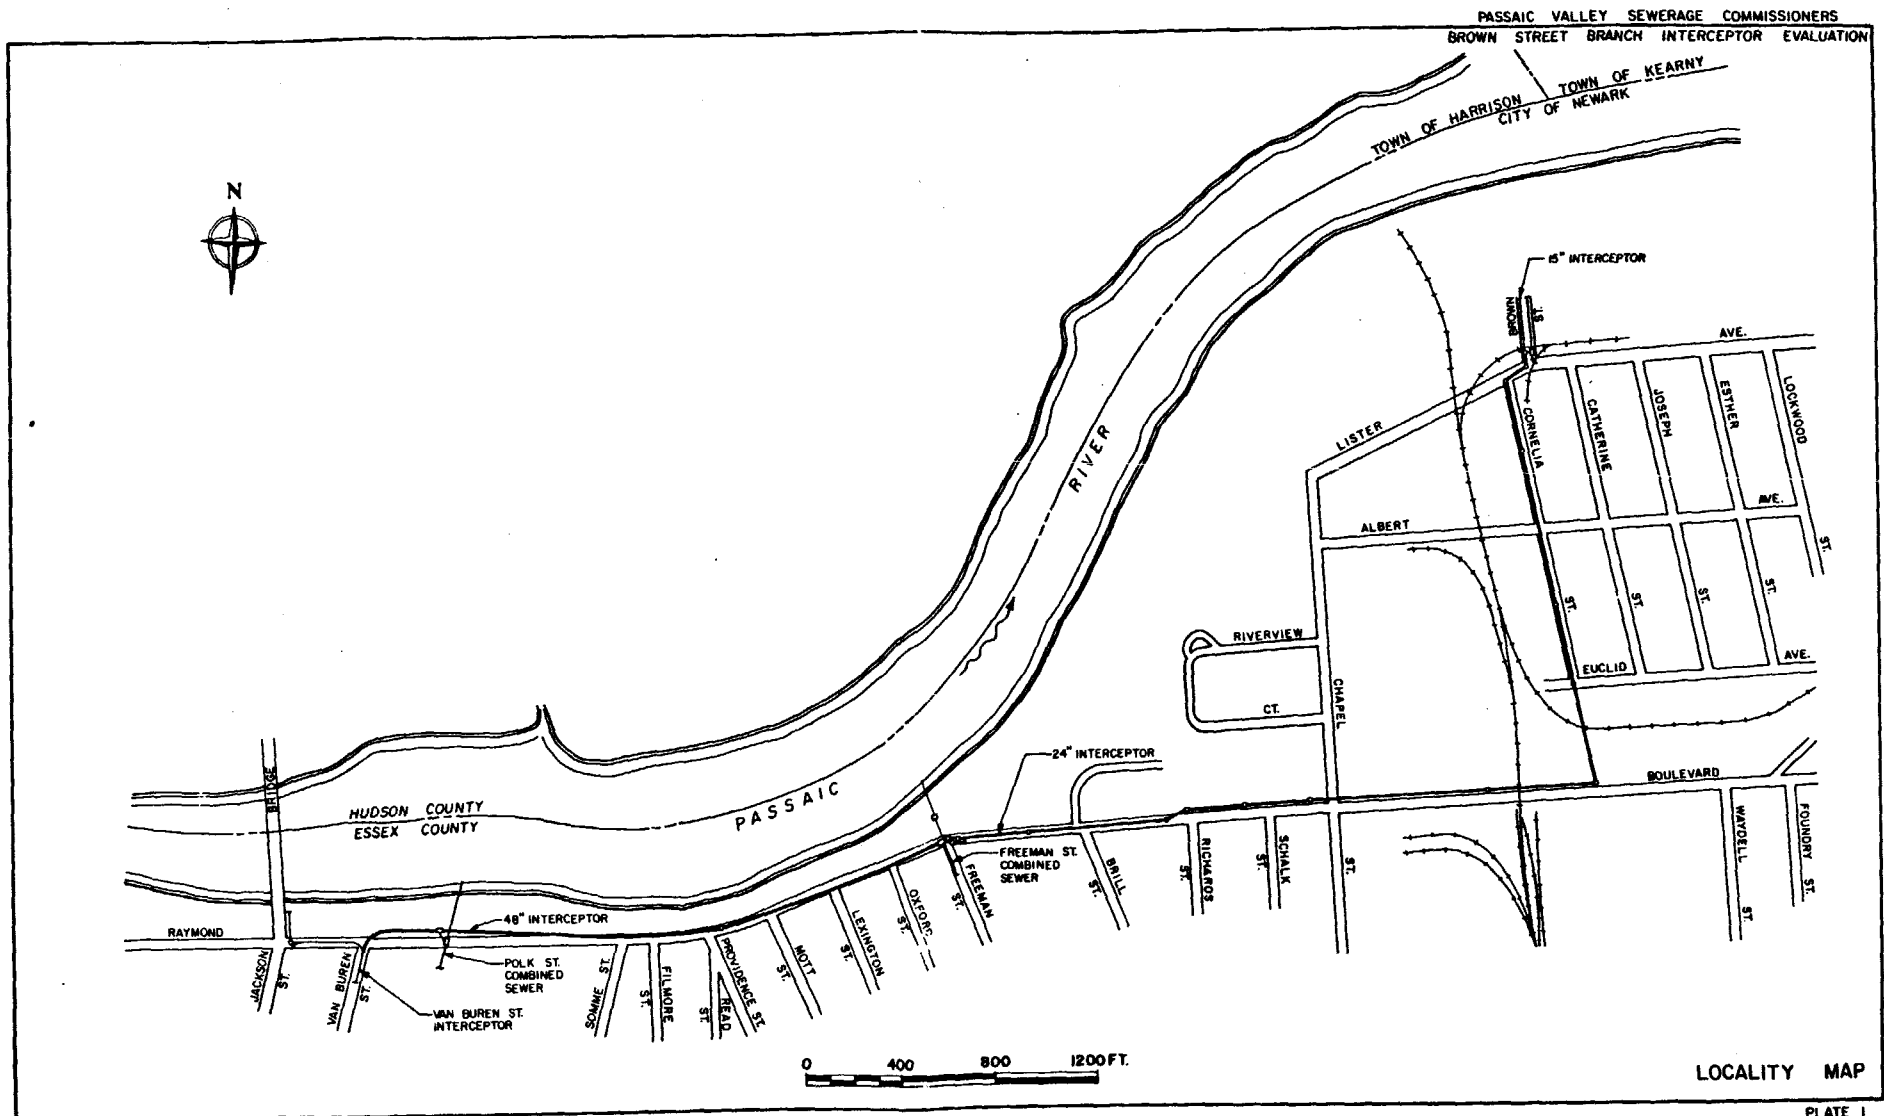 PASSAIC VALLEY SEWERAGE COMMISSIONERS
BROWN STREET BRANCH INTERCEPTOR EVALUATION
TOWN OF HARRISON TOWN OF KEARNY
CITY OF NEWARK
N
15" INTERCEPTOR
BROWN
ST.
AVE.
LISTER
CORNELIA
CATHERINE
JOSEPH
ESTHER
LOCKWOOD
RIVER
ALBERT
AVE.
ST.
ST.
ST.
ST.
ST.
RIVERVIEW
EUCLID
AVE.
CHAPEL
CT.
24" INTERCEPTOR
BOULEVARD
BRIDGE
HUDSON COUNTY
ESSEX COUNTY
PASSAIC
FREEMAN ST.
COMBINED
SEWER
FREEMAN
ST.
BRILL
ST.
RICHARDS
ST.
SCHALK
ST.
ST.
WAYDELL
ST.
FOUNDRY
ST.
OXFORD
ST.
LEXINGTON
ST.
48" INTERCEPTOR
RAYMOND
JACKSON
ST.
VAN BUREN
ST.
POLK ST.
COMBINED
SEWER
VAN BUREN ST.
INTERCEPTOR
SOMME ST.
FILMORE
ST.
READ
ST.
PROVIDENCE ST.
MOTT
ST.
0 400 800 1200 FT.
LOCALITY MAP
PLATE 1